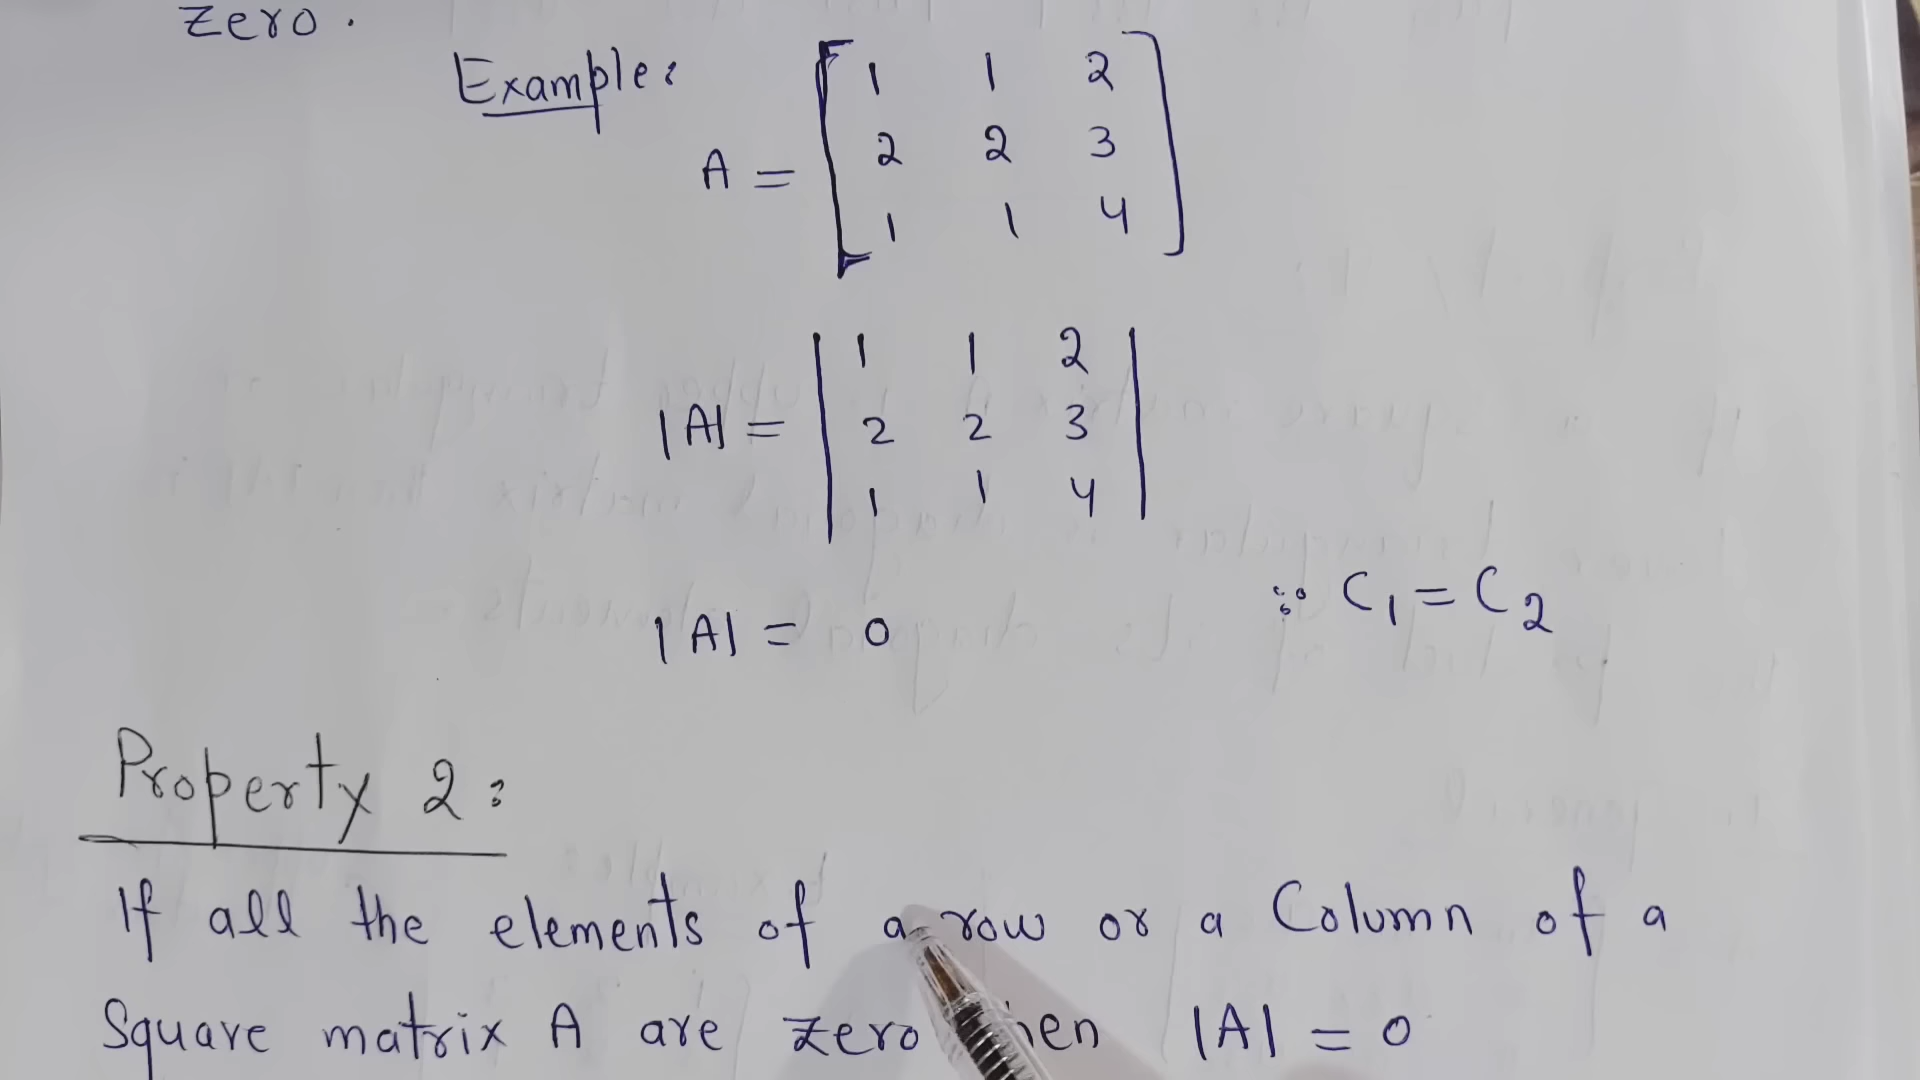 zero.
Example:
A = [ 1 1 2
2 2 3
1 1 4 ]
|A| = | 1 1 2
2 2 3
1 1 4 |
|A| = 0 ∵ C₁ = C₂
Property 2:
If all the elements of a row or a Column of a
Square matrix A are zero |A| = 0